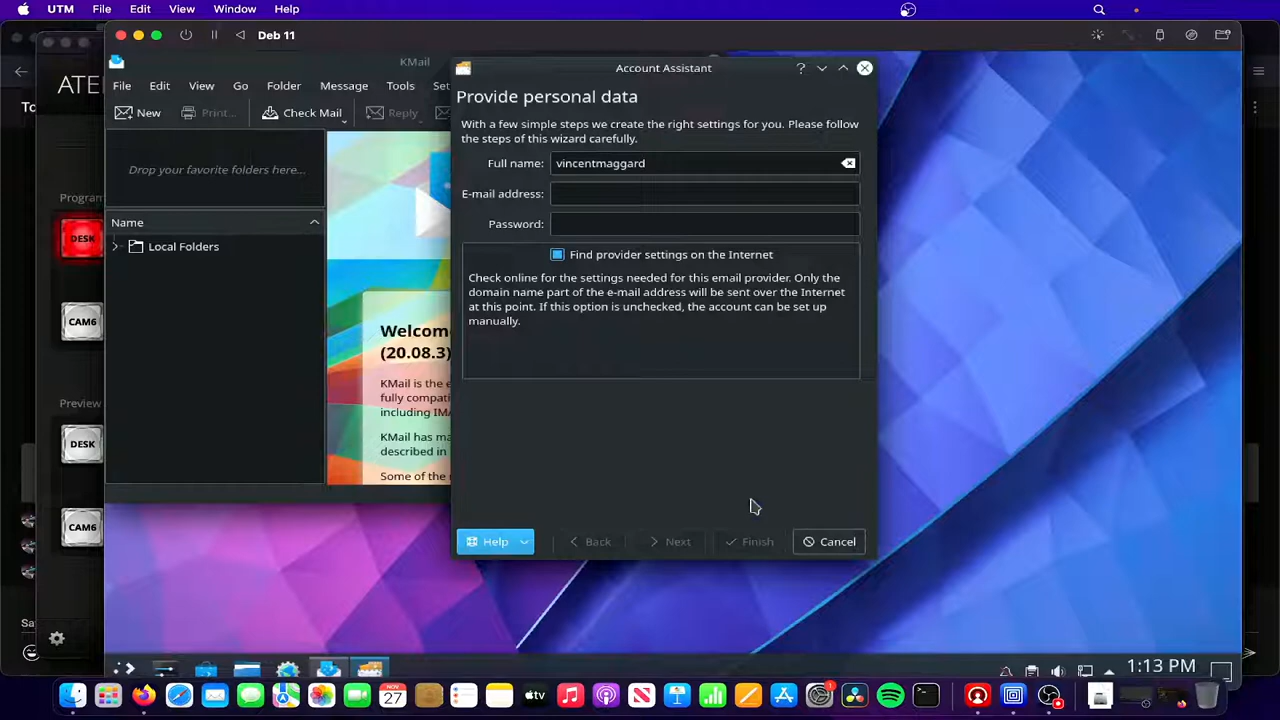 UTM File Edit View Window Help
Deb 11
ATE
KMail
Account Assistant
File Edit View Go Folder Message Tools
New Print... Check Mail Reply
Provide personal data
With a few simple steps we create the right settings for you. Please follow
the steps of this wizard carefully.
Full name: vincentmaggard
E-mail address:
Password:
Find provider settings on the Internet
Check online for the settings needed for this email provider. Only the
domain name part of the e-mail address will be sent over the Internet
at this point. If this option is unchecked, the account can be set up
manually.
Help Back Next Finish Cancel
Drop your favorite folders here...
Name
Local Folders
Welcome
(20.08.3)
KMail is the
fully compati
including IMA
KMail has ma
described in
Some of the
Program
DESK
CAM6
Preview
DESK
CAM6
1:13 PM
NOV
27
tv